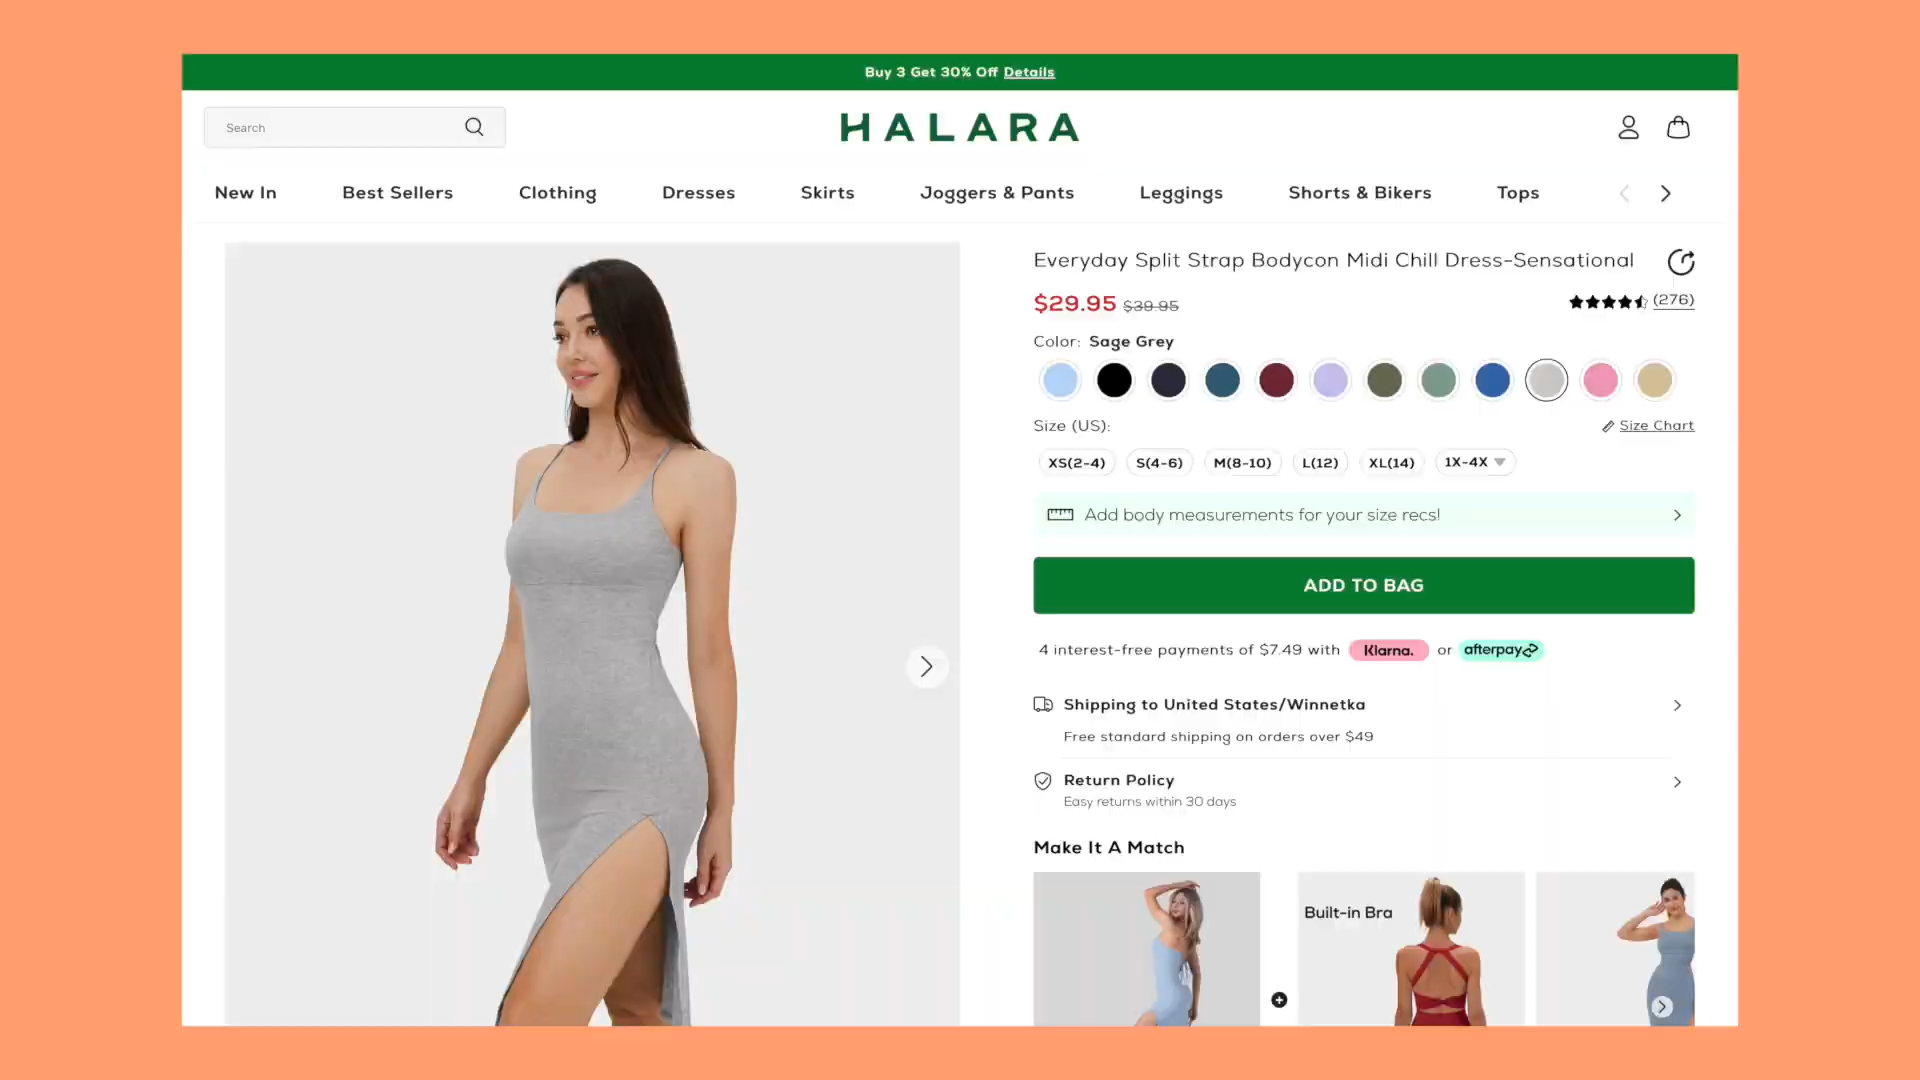 Buy 3 Get 30% Off Details
Search
HALARA
New In
Best Sellers
Clothing
Dresses
Skirts
Joggers & Pants
Leggings
Shorts & Bikers
Tops
Everyday Split Strap Bodycon Midi Chill Dress-Sensational
$29.95 $39.95
(276)
Color: Sage Grey
Size (US):
Size Chart
XS(2-4)
S(4-6)
M(8-10)
L(12)
XL(14)
1X-4X
Add body measurements for your size recs!
ADD TO BAG
4 interest-free payments of $7.49 with Klarna. or afterpay
Shipping to United States/Winnetka
Free standard shipping on orders over $49
Return Policy
Easy returns within 30 days
Make It A Match
Built-in Bra